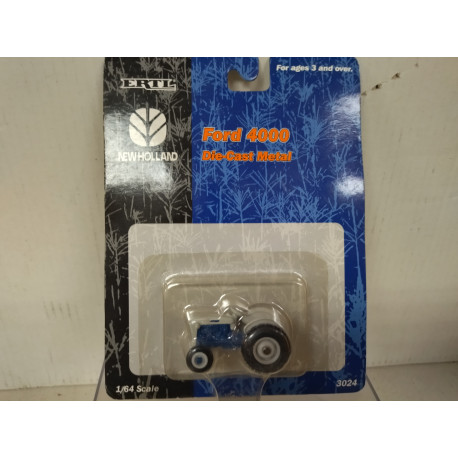 For ages 3 and over.
ERTL
Ford 4000
NEW HOLLAND
Die-Cast Metal
1/64 Scale
3024